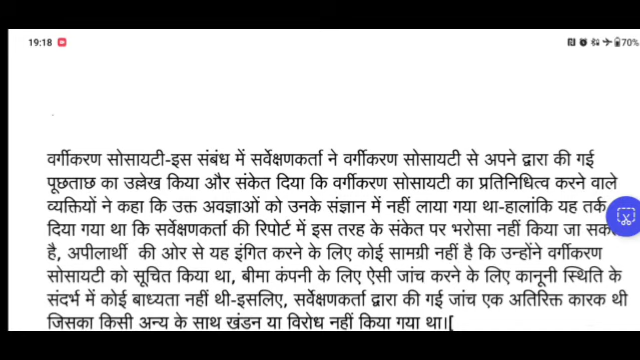 19:18 70%
वर्गीकरण सोसायटी-इस संबंध में सर्वेक्षणकर्ता ने वर्गीकरण सोसायटी से अपने द्वारा की गई
पूछताछ का उल्लेख किया और संकेत दिया कि वर्गीकरण सोसायटी का प्रतिनिधित्व करने वाले
व्यक्तियों ने कहा कि उक्त अवज्ञाओं को उनके संज्ञान में नहीं लाया गया था-हालांकि यह तर्क
दिया गया था कि सर्वेक्षणकर्ता की रिपोर्ट में इस तरह के संकेत पर भरोसा नहीं किया जा
है, अपीलार्थी की ओर से यह इंगित करने के लिए कोई सामग्री नहीं है कि उन्होंने वर्गीकरण
सोसायटी को सूचित किया था, बीमा कंपनी के लिए ऐसी जांच करने के लिए कानूनी स्थिति के
संदर्भ में कोई बाध्यता नहीं थी-इसलिए, सर्वेक्षणकर्ता द्वारा की गई जांच एक अतिरिक्त कारक थी
जिसका किसी अन्य के साथ खंडन या विरोध नहीं किया गया था।[